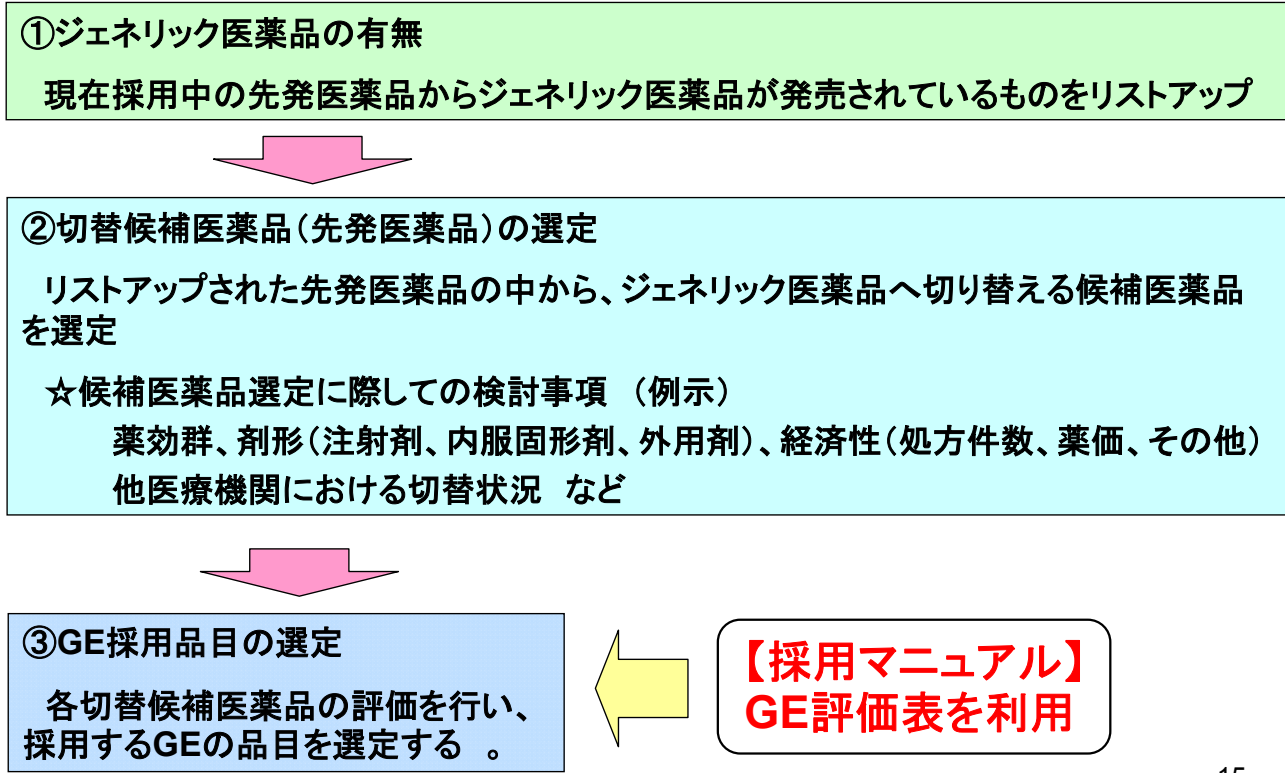 ①ジェネリック医薬品の有無
現在採用中の先発医薬品からジェネリック医薬品が発売されているものをリストアップ
②切替候補医薬品(先発医薬品)の選定
リストアップされた先発医薬品の中から、ジェネリック医薬品へ切り替える候補医薬品
を選定
☆候補医薬品選定に際しての検討事項 (例示)
薬効群、剤形(注射剤、内服固形剤、外用剤)、経済性(処方件数、薬価、その他)
他医療機関における切替状況 など
③GE採用品目の選定
各切替候補医薬品の評価を行い、
採用するGEの品目を選定する 。
【採用マニュアル】
GE評価表を利用